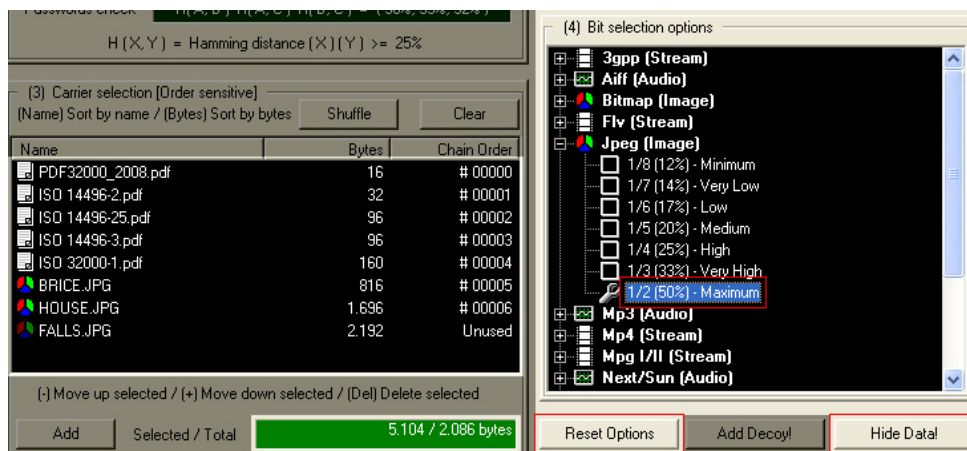 Passwords check H(A,B) H(A,C) H(B,C) = (38%, 33%, 32%)
H(X,Y) = Hamming distance (X)(Y) >= 25%
(3) Carrier selection [Order sensitive]
(Name) Sort by name / (Bytes) Sort by bytes Shuffle Clear
Name Bytes Chain Order
PDF32000_2008.pdf 16 # 00000
ISO 14496-2.pdf 32 # 00001
ISO 14496-25.pdf 96 # 00002
ISO 14496-3.pdf 96 # 00003
ISO 32000-1.pdf 160 # 00004
BRICE.JPG 816 # 00005
HOUSE.JPG 1.696 # 00006
FALLS.JPG 2.192 Unused
(-) Move up selected / (+) Move down selected / (Del) Delete selected
Add Selected / Total 5.104 / 2.086 bytes
(4) Bit selection options
3gpp (Stream)
Aiff (Audio)
Bitmap (Image)
Flv (Stream)
Jpeg (Image)
1/8 (12%) - Minimum
1/7 (14%) - Very Low
1/6 (17%) - Low
1/5 (20%) - Medium
1/4 (25%) - High
1/3 (33%) - Very High
1/2 (50%) - Maximum
Mp3 (Audio)
Mp4 (Stream)
Mpg I/II (Stream)
Next/Sun (Audio)
Reset Options Add Decoy! Hide Data!